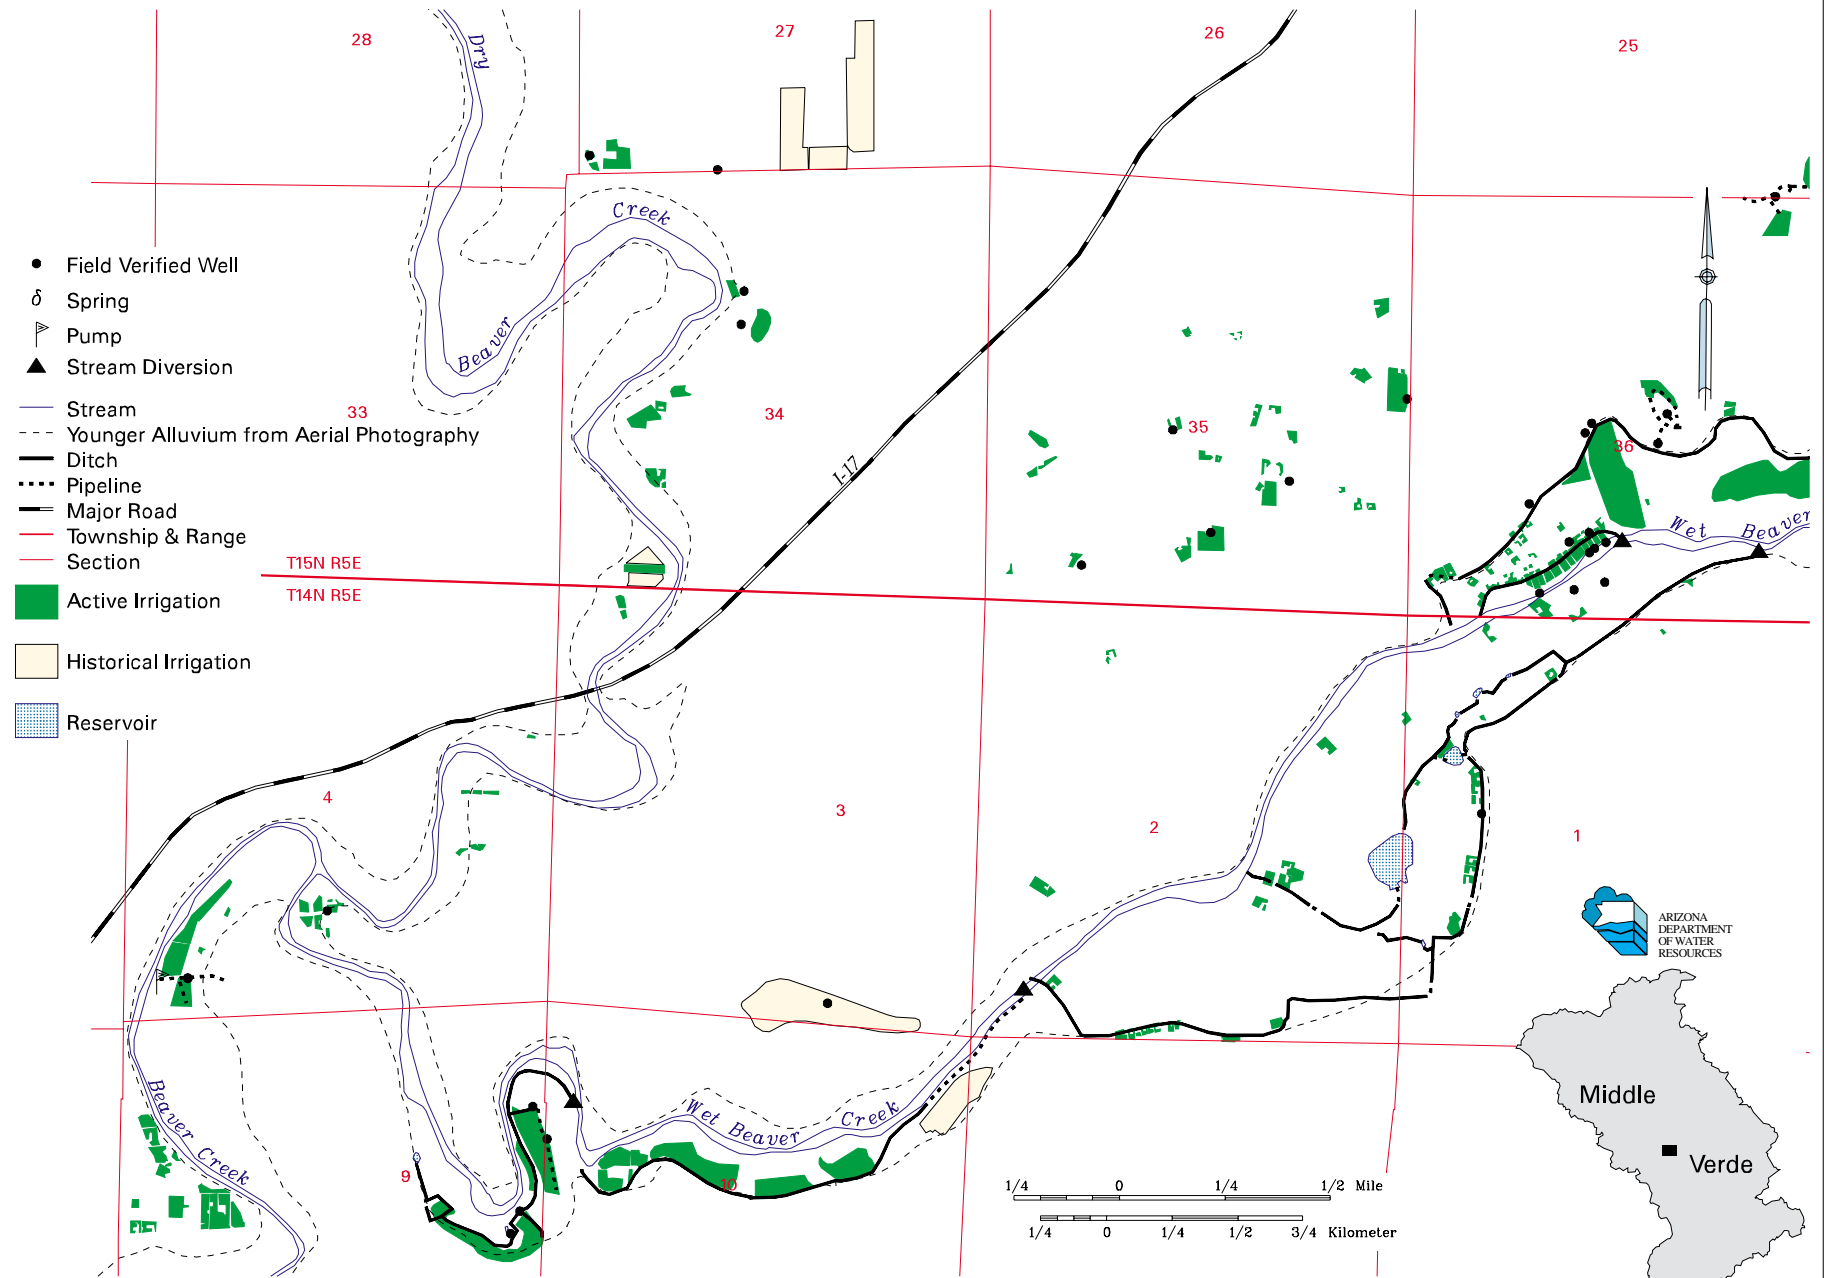 28
27
26
25
Dry
Creek
Beaver
Field Verified Well
Spring
Pump
Stream Diversion
Stream
Younger Alluvium from Aerial Photography
Ditch
Pipeline
Major Road
Township & Range
Section
Active Irrigation
Historical Irrigation
Reservoir
33
34
35
36
I-17
Wet Beaver
T15N R5E
T14N R5E
4
3
2
1
ARIZONA
DEPARTMENT
OF WATER
RESOURCES
Beaver Creek
Wet Beaver Creek
9
10
1/4 0 1/4 1/2 Mile
1/4 0 1/4 1/2 3/4 Kilometer
Middle
Verde